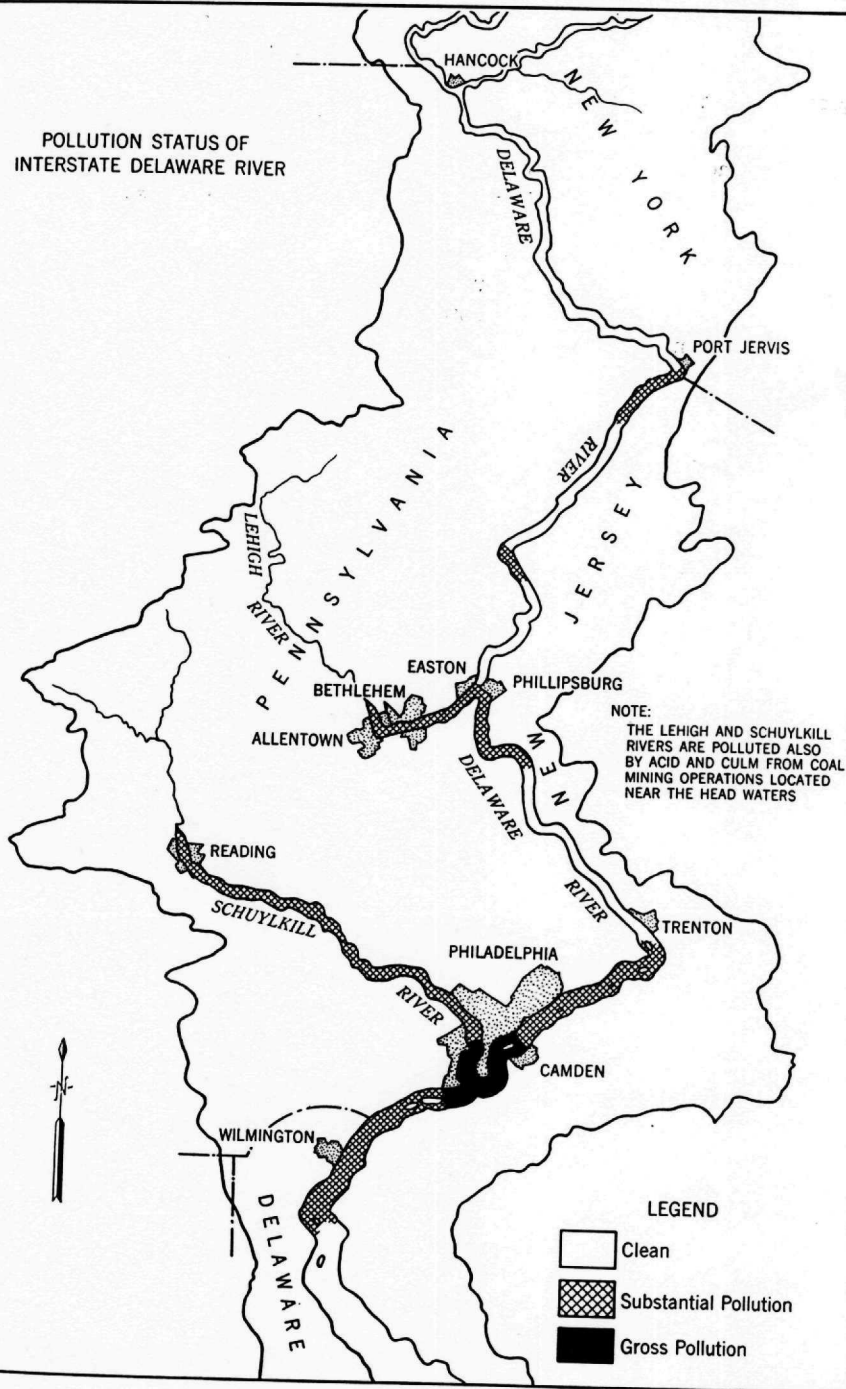 POLLUTION STATUS OF
INTERSTATE DELAWARE RIVER
HANCOCK
NEW YORK
DELAWARE
PORT JERVIS
RIVER
PENNSYLVANIA
NEW JERSEY
LEHIGH
RIVER
EASTON
BETHLEHEM
PHILLIPSBURG
ALLENTOWN
NOTE:
THE LEHIGH AND SCHUYLKILL
RIVERS ARE POLLUTED ALSO
BY ACID AND CULM FROM COAL
MINING OPERATIONS LOCATED
NEAR THE HEAD WATERS
DELAWARE
RIVER
READING
SCHUYLKILL
RIVER
TRENTON
PHILADELPHIA
CAMDEN
N
WILMINGTON
DELAWARE
LEGEND
Clean
Substantial Pollution
Gross Pollution